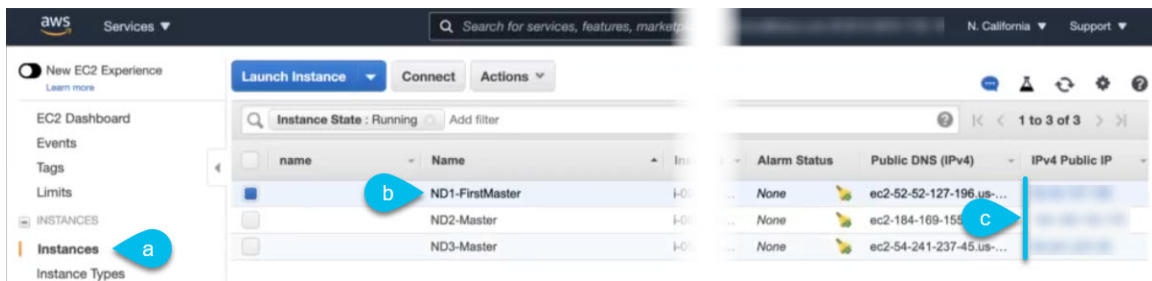 aws Services Search for services, features, marketp N. California Support
New EC2 Experience
Learn more
Launch Instance Connect Actions
EC2 Dashboard
Events
Tags
Limits
INSTANCES
Instances a
Instance Types
Instance State : Running Add filter 1 to 3 of 3
name Name Ins Alarm Status Public DNS (IPv4) IPv4 Public IP
b ND1-FirstMaster None ec2-52-52-127-196.us-...
ND2-Master None ec2-184-169-155 c
ND3-Master None ec2-54-241-237-45.us-...